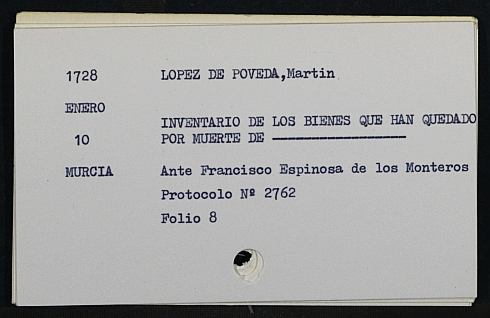 1728 LOPEZ DE POVEDA,Martin
ENERO
INVENTARIO DE LOS BIENES QUE HAN QUEDADO
10 POR MUERTE DE ------------------
MURCIA Ante Francisco Espinosa de los Monteros
Protocolo Nº 2762
Folio 8